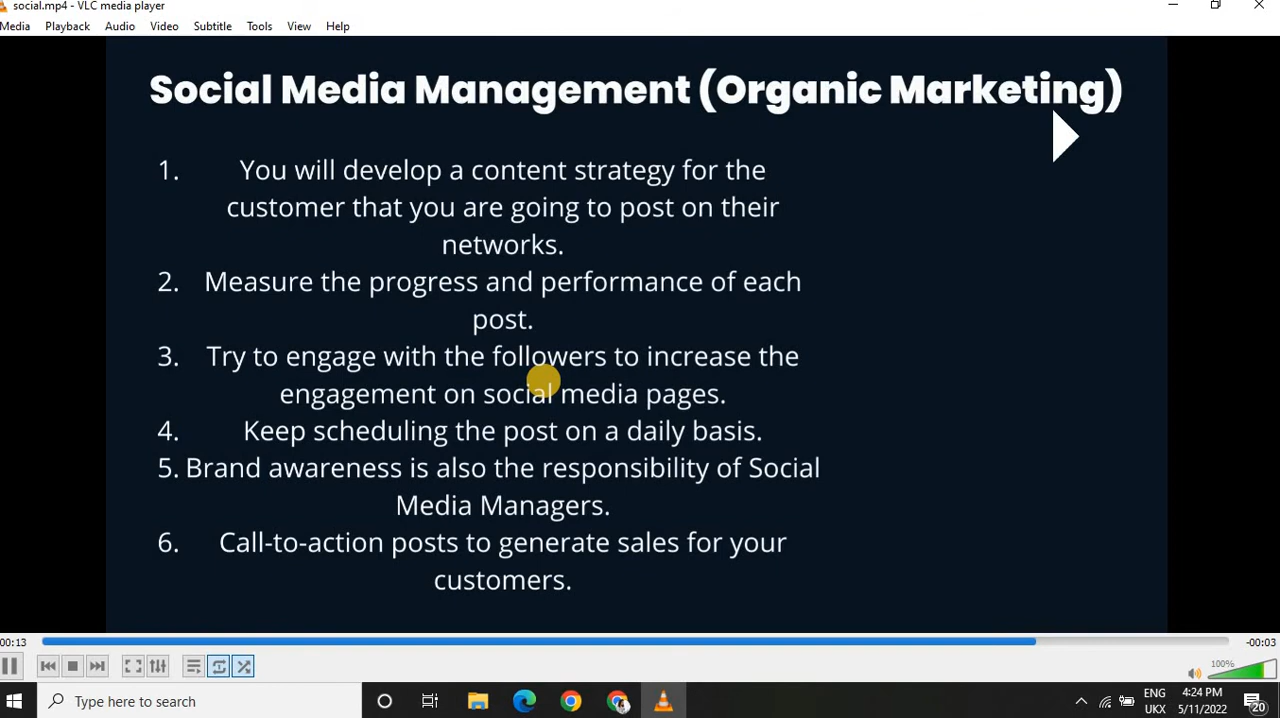 social.mp4 - VLC media player
Media Playback Audio Video Subtitle Tools View Help
Social Media Management (Organic Marketing)
1. You will develop a content strategy for the
customer that you are going to post on their
networks.
2. Measure the progress and performance of each
post.
3. Try to engage with the followers to increase the
engagement on social media pages.
4. Keep scheduling the post on a daily basis.
5. Brand awareness is also the responsibility of Social
Media Managers.
6. Call-to-action posts to generate sales for your
customers.
00:13 -00:03
100%
Type here to search
ENG 4:24 PM
UKX 5/11/2022 20